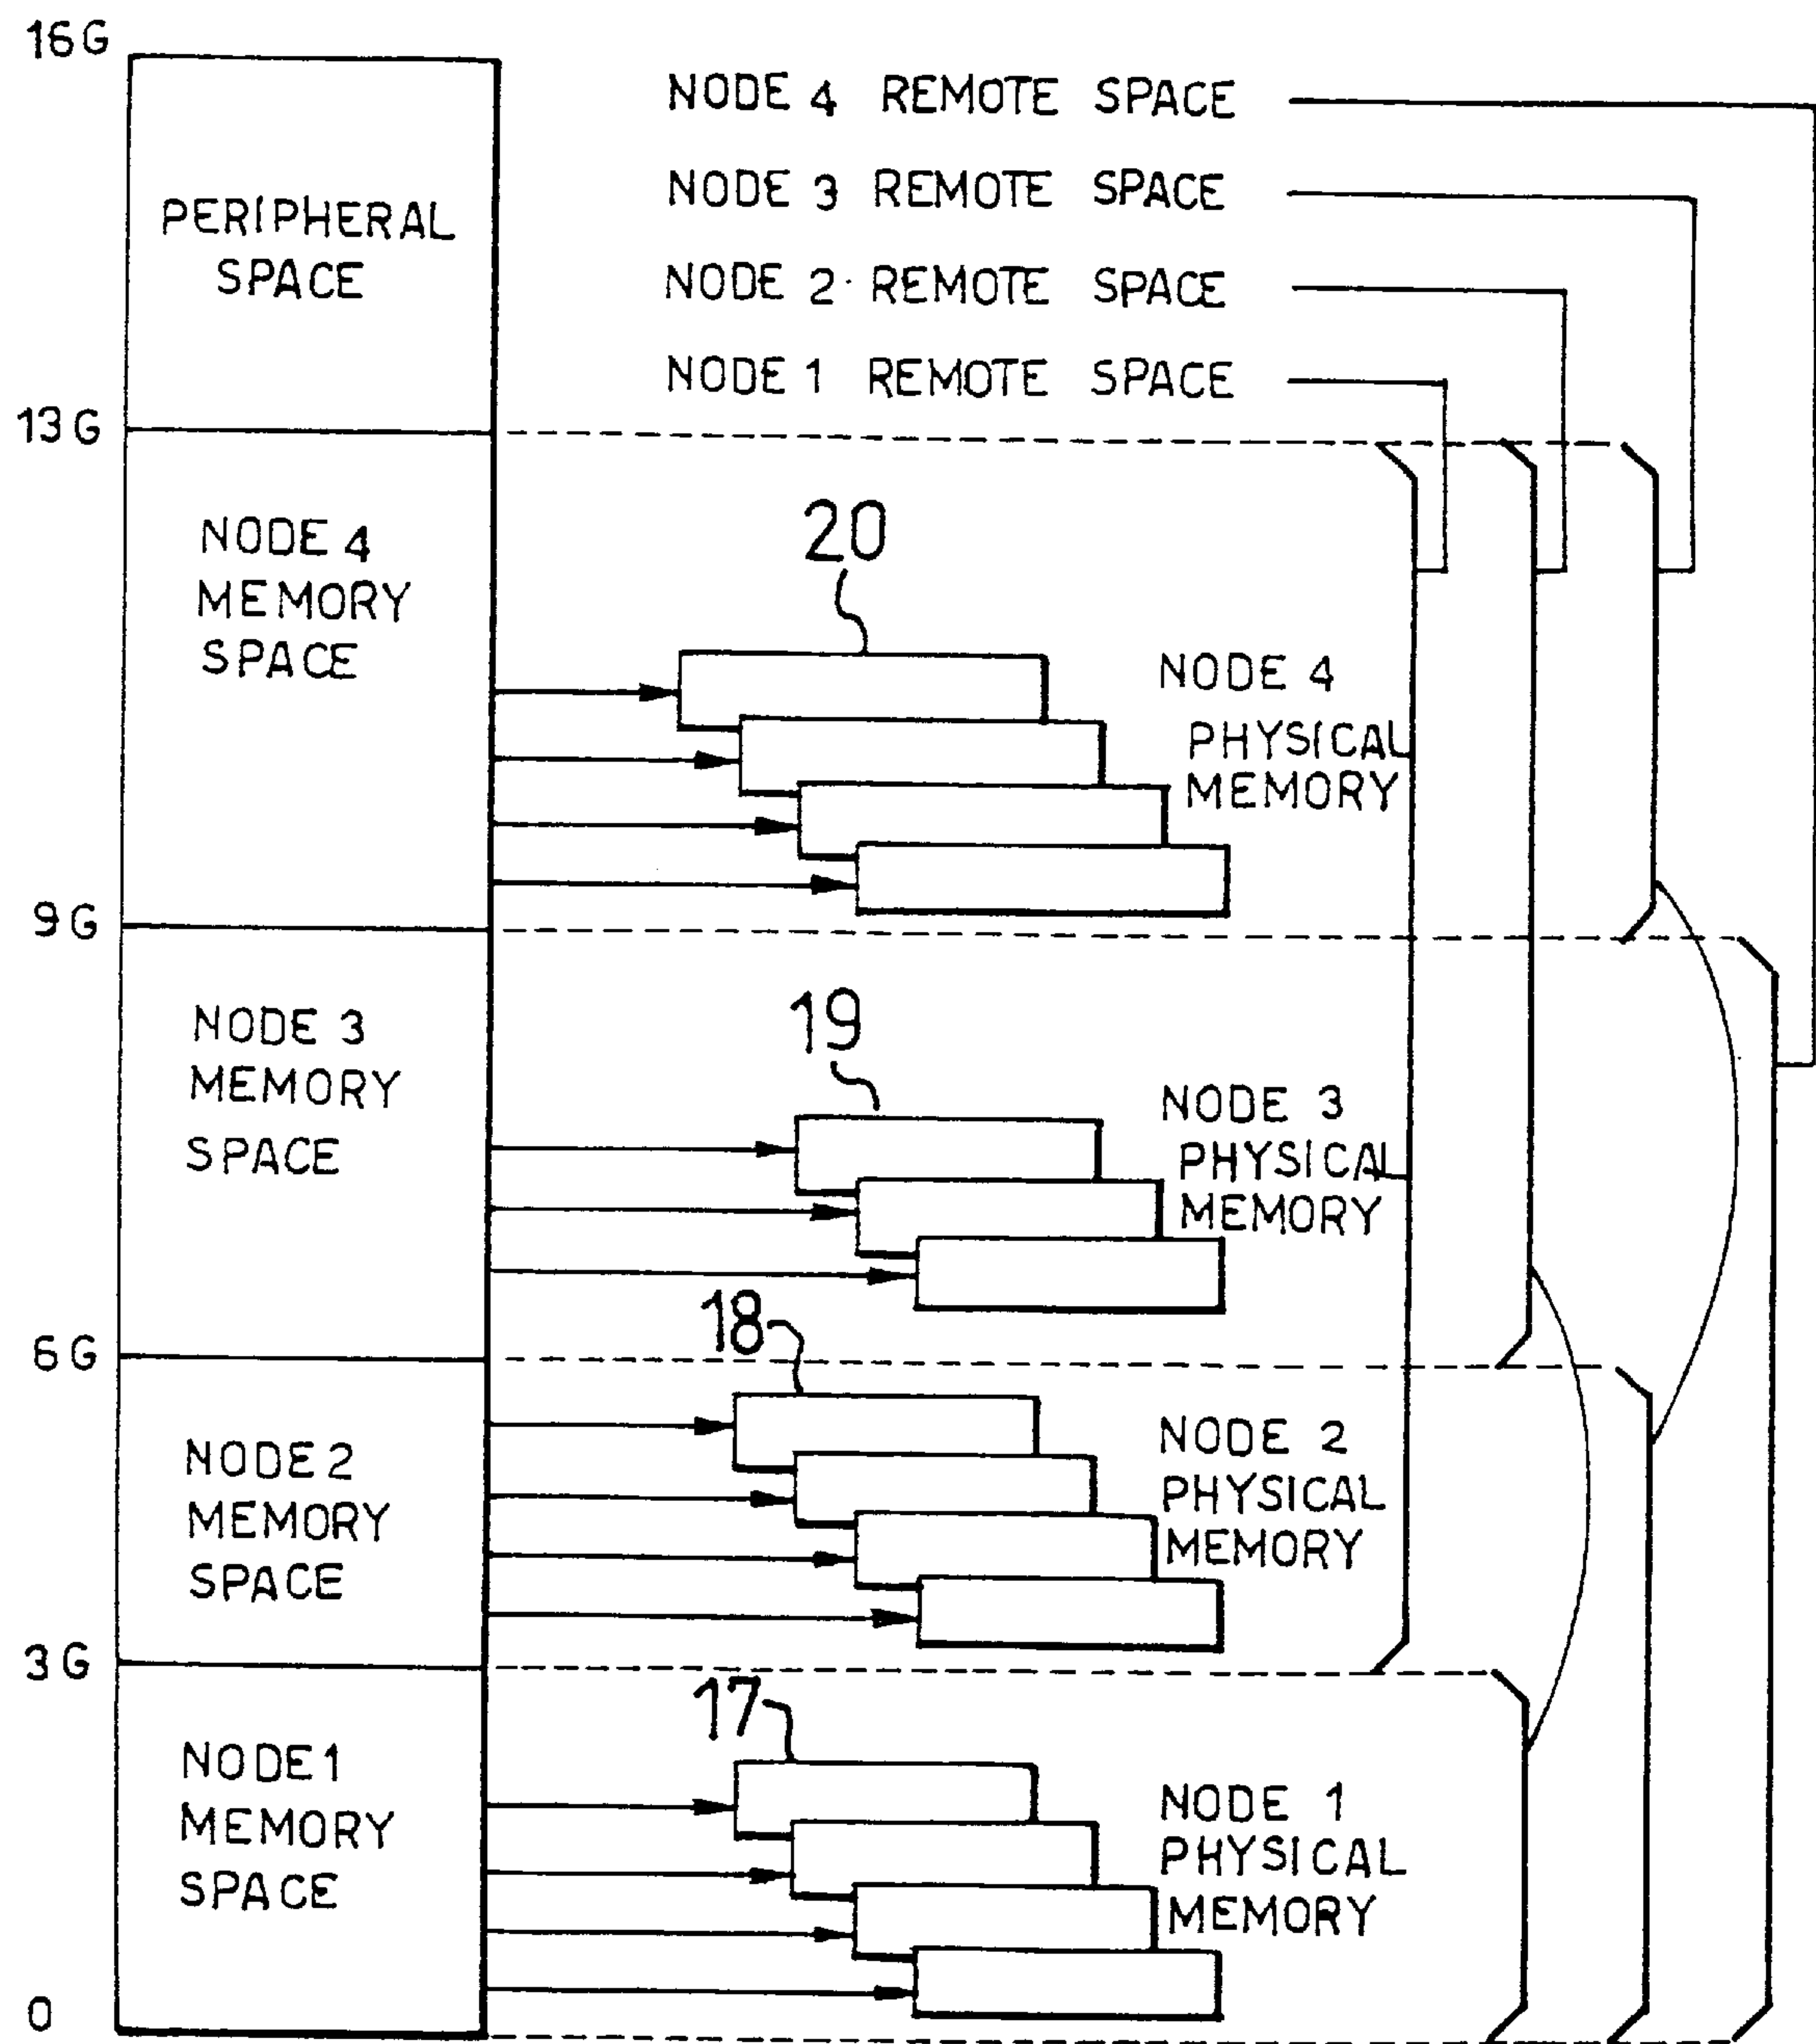 16G
NODE 4 REMOTE SPACE
NODE 3 REMOTE SPACE
PERIPHERAL
SPACE
NODE 2 REMOTE SPACE
NODE 1 REMOTE SPACE
13G
NODE 4
MEMORY
SPACE
20
NODE 4
PHYSICAL
MEMORY
9G
NODE 3
MEMORY
SPACE
19
NODE 3
PHYSICAL
MEMORY
18
6G
NODE 2
MEMORY
SPACE
NODE 2
PHYSICAL
MEMORY
3G
17
NODE 1
MEMORY
SPACE
NODE 1
PHYSICAL
MEMORY
0